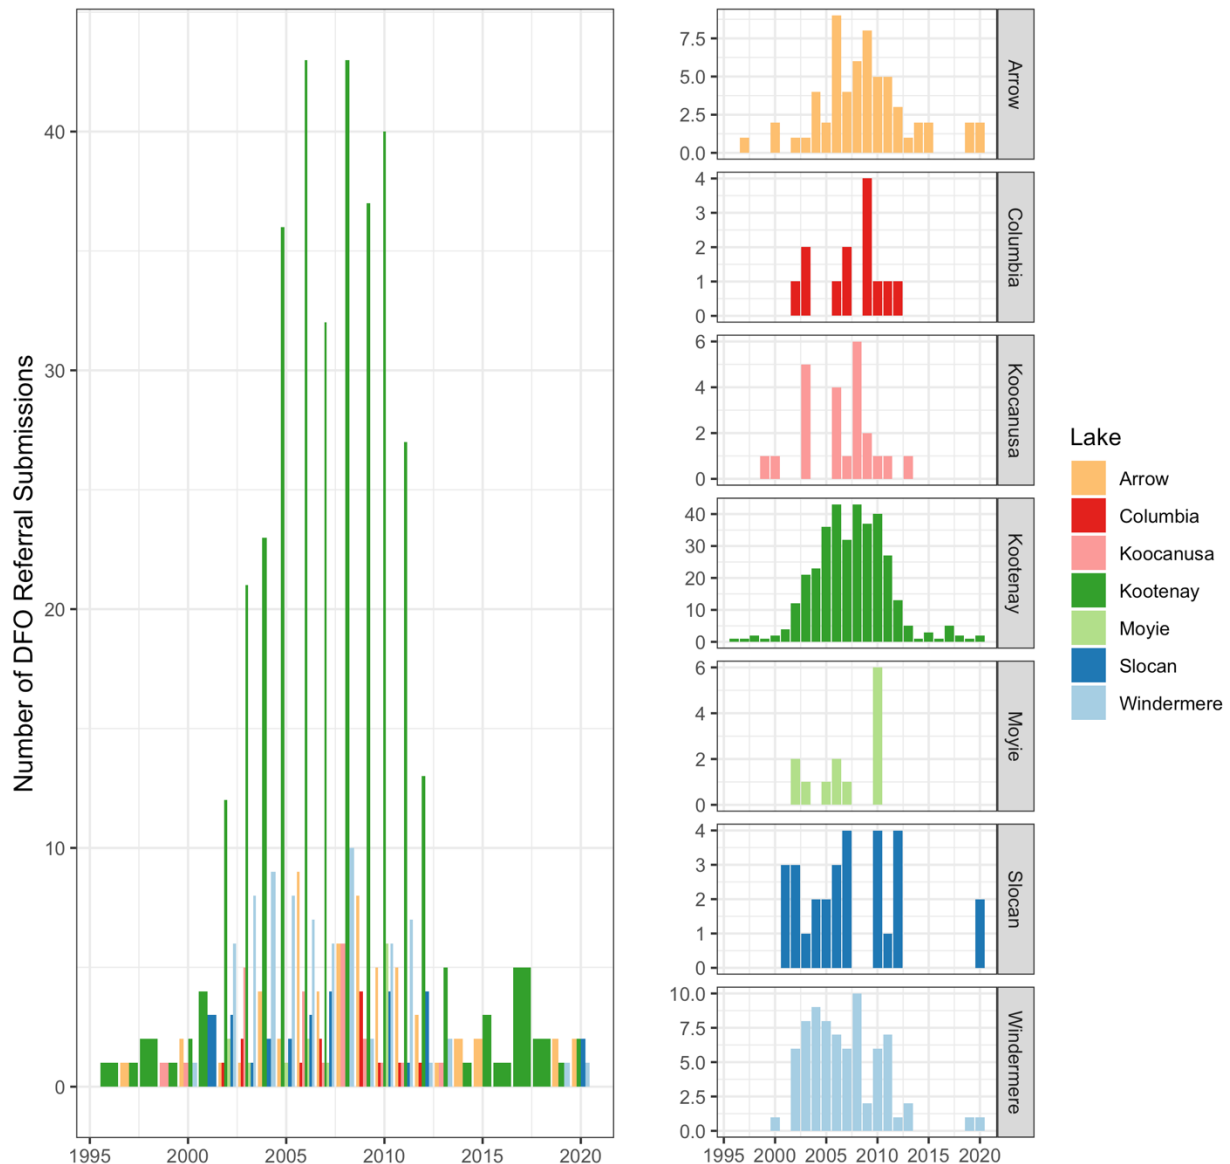 Number of DFO Referral Submissions
40
30
20
10
0
1995 2000 2005 2010 2015 2020
7.5
5.0
2.5
0.0
Arrow
4
3
2
1
0
Columbia
6
4
2
0
Koocanusa
40
30
20
10
0
Kootenay
6
4
2
0
Moyie
4
3
2
1
0
Slocan
10.0
7.5
5.0
2.5
0.0
Windermere
1995 2000 2005 2010 2015 2020
Lake
Arrow
Columbia
Koocanusa
Kootenay
Moyie
Slocan
Windermere